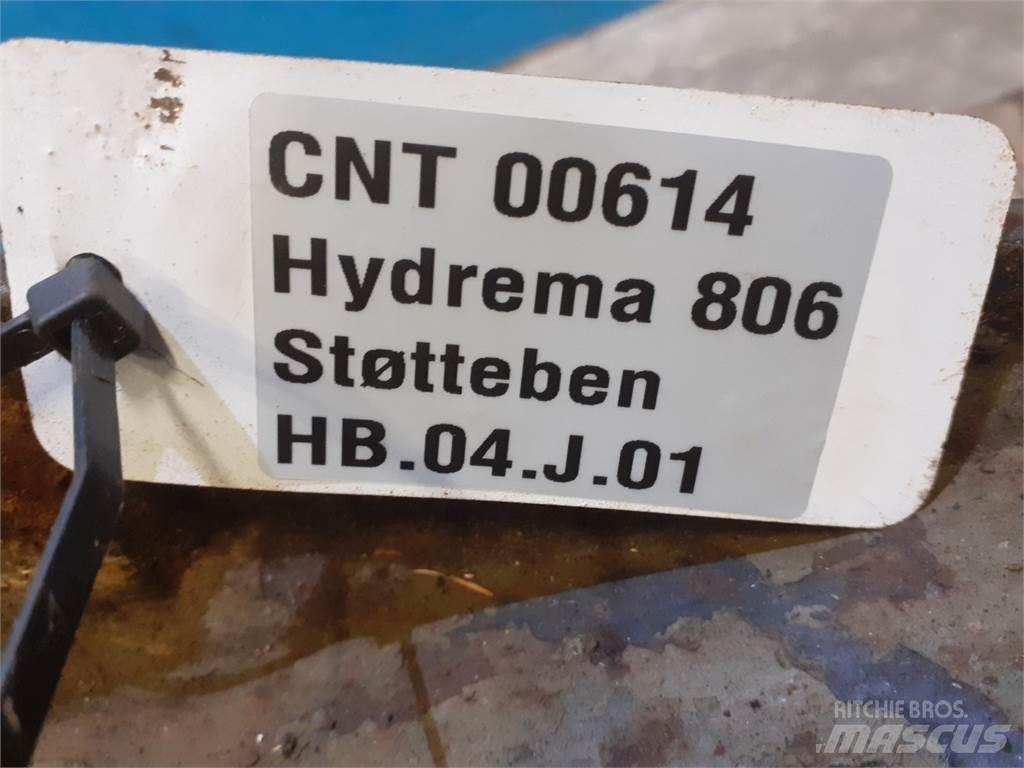 CNT 00614
Hydrema 806
Støtteben
HB.04.J.01
RITCHIE BROS.
MASCUS